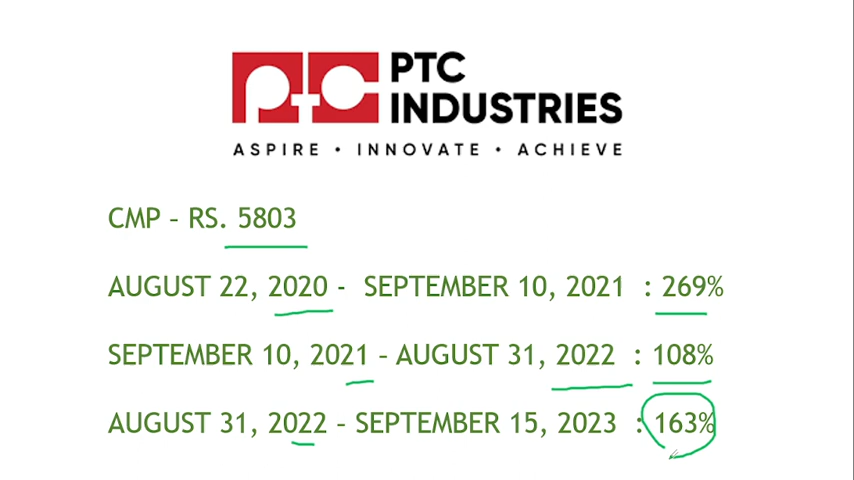 PTC
INDUSTRIES
ASPIRE • INNOVATE • ACHIEVE
CMP – RS. 5803
AUGUST 22, 2020 - SEPTEMBER 10, 2021 : 269%
SEPTEMBER 10, 2021 – AUGUST 31, 2022 : 108%
AUGUST 31, 2022 – SEPTEMBER 15, 2023 : 163%